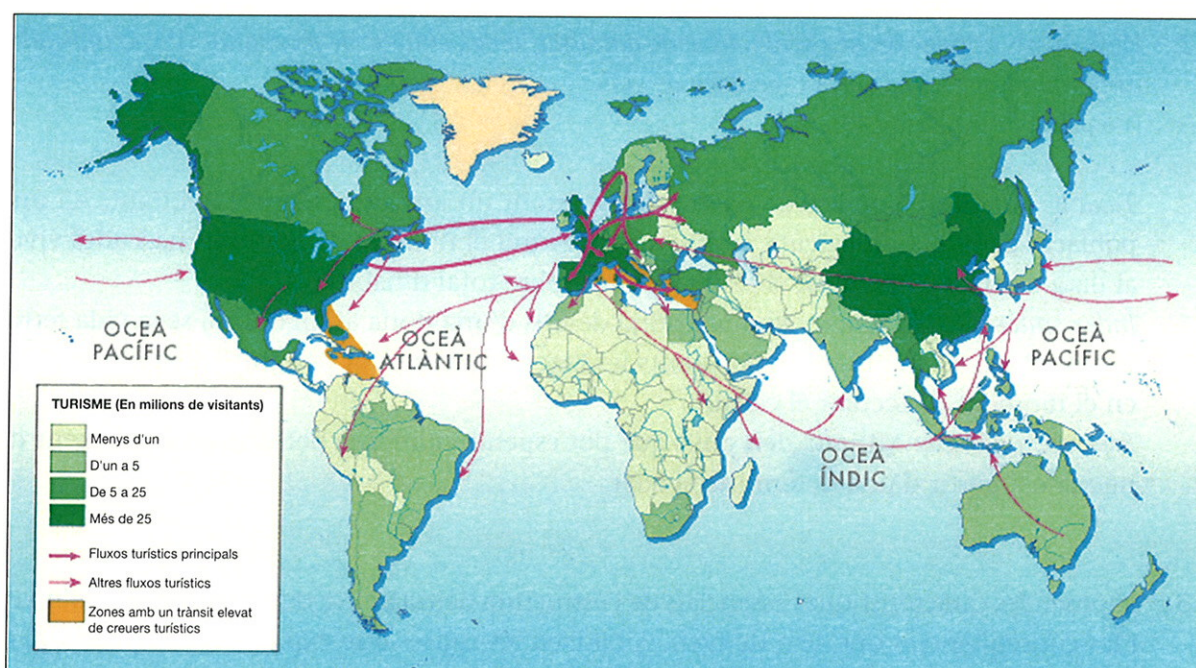 OCEÀ
PACÍFIC
OCEÀ
ATLÀNTIC
OCEÀ
ÍNDIC
OCEÀ
PACÍFIC
TURISME (En milions de visitants)
Menys d'un
D'un a 5
De 5 a 25
Més de 25
Fluxos turístics principals
Altres fluxos turístics
Zones amb un trànsit elevat
de creuers turístics